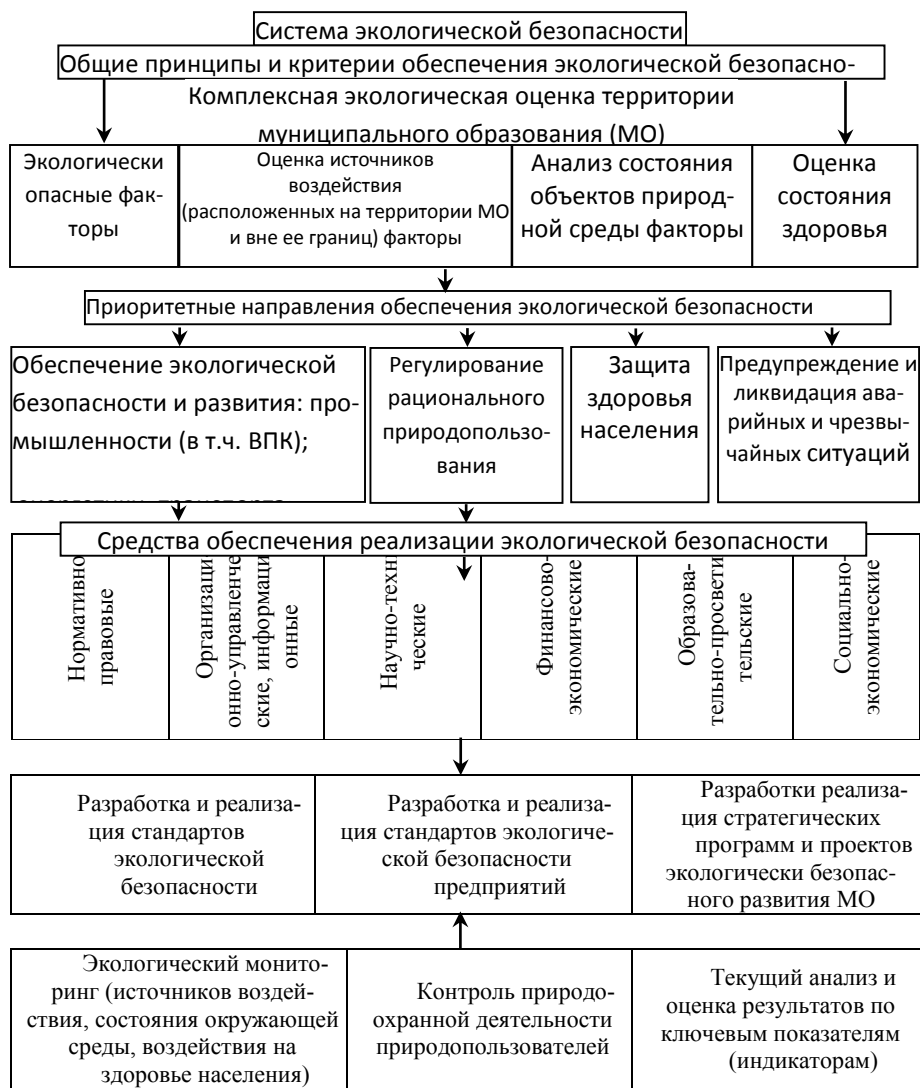 Система экологической безопасности
Общие принципы и критерии обеспечения экологической безопасно-
Комплексная экологическая оценка территории
муниципального образования (МО)
Экологически
опасные фак-
торы
Оценка источников
воздействия
(расположенных на территории МО
и вне ее границ) факторы
Анализ состояния
объектов природ-
ной среды факторы
Оценка
состояния
здоровья
Приоритетные направления обеспечения экологической безопасности
Обеспечение экологической
безопасности и развития: про-
мышленности (в т.ч. ВПК);
Регулирование
рационального
природопользо-
вания
Защита
здоровья
населения
Предупреждение и
ликвидация ава-
рийных и чрезвы-
чайных ситуаций
Средства обеспечения реализации экологической безопасности
Нормативно-
правовые
Организаци
онно-управленче
ские, информаци
онные
Научно-техни
ческие
Финансово-
экономические
Образова-
тельно-просвети
тельские
Социально-
экономические
Разработка и реализа-
ция стандартов
экологической
безопасности
Разработка и реализа-
ция стандартов экологиче-
ской безопасности
предприятий
Разработки реализа-
ция стратегических
программ и проектов
экологически безопас-
ного развития МО
Экологический монито-
ринг (источников воздей-
ствия, состояния окружающей
среды, воздействия на
здоровье населения)
Контроль природо-
охранной деятельности
природопользователей
Текущий анализ и
оценка результатов по
ключевым показателям
(индикаторам)